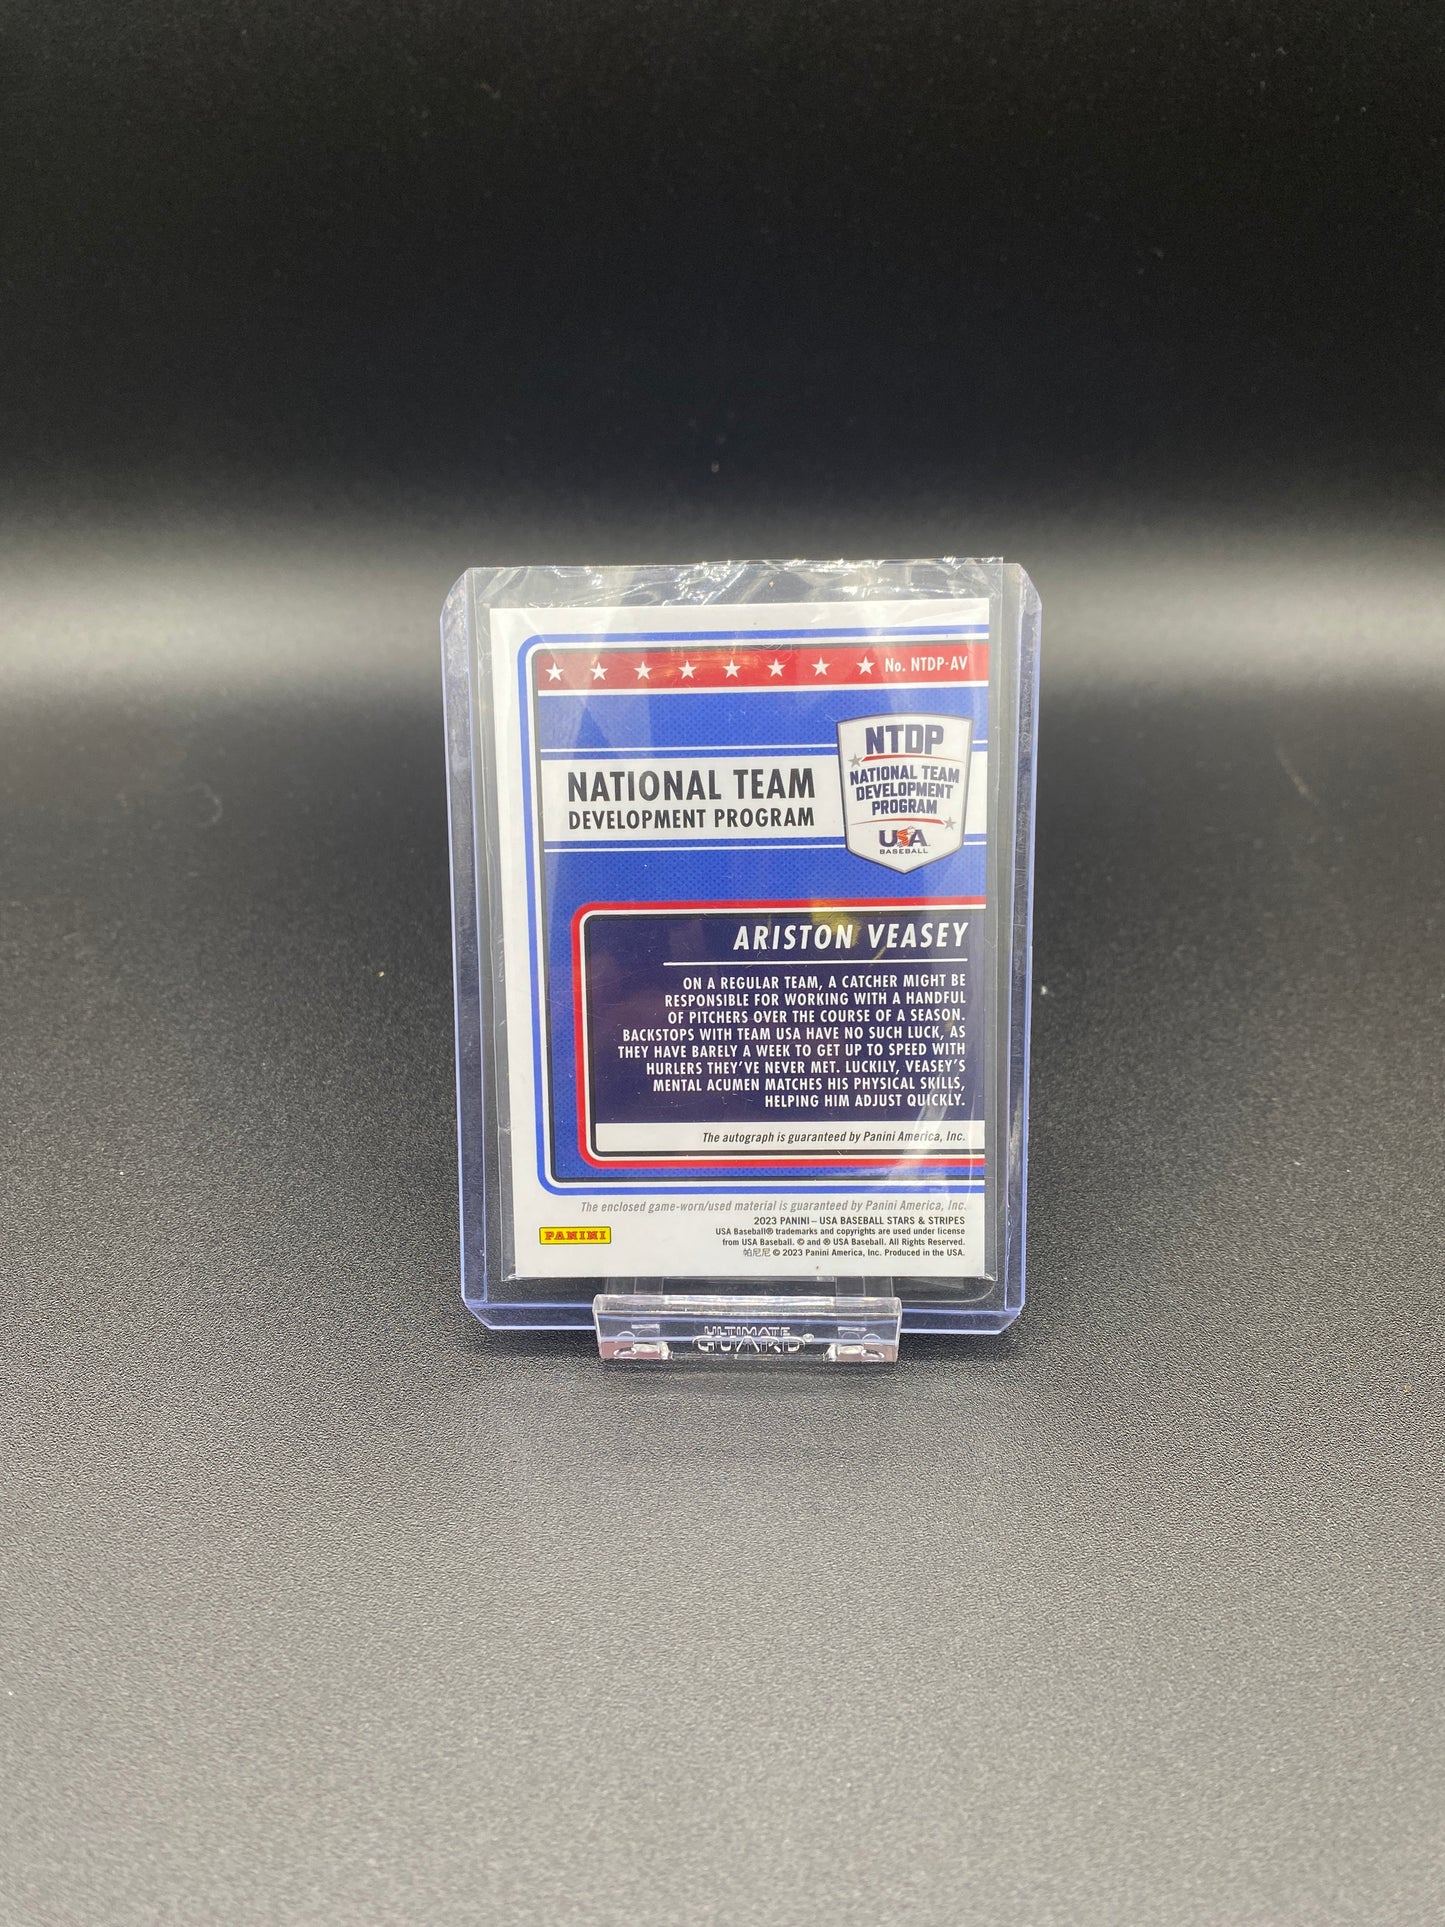 No. NTDP-AV
NTDP
NATIONAL TEAM
DEVELOPMENT
PROGRAM
USA
BASEBALL
NATIONAL TEAM
DEVELOPMENT PROGRAM
ARISTON VEASEY
ON A REGULAR TEAM, A CATCHER MIGHT BE
RESPONSIBLE FOR WORKING WITH A HANDFUL
OF PITCHERS OVER THE COURSE OF A SEASON.
BACKSTOPS WITH TEAM USA HAVE NO SUCH LUCK, AS
THEY HAVE BARELY A WEEK TO GET UP TO SPEED WITH
HURLERS THEY'VE NEVER MET. LUCKILY, VEASEY'S
MENTAL ACUMEN MATCHES HIS PHYSICAL SKILLS,
HELPING HIM ADJUST QUICKLY.
The autograph is guaranteed by Panini America, Inc.
The enclosed game-worn/used material is guaranteed by Panini America, Inc.
2023 PANINI – USA BASEBALL STARS & STRIPES
USA Baseball® trademarks and copyrights are used under license
from USA Baseball. © and ® USA Baseball. All Rights Reserved.
帕尼尼 © 2023 Panini America, Inc. Produced in the USA.
PANINI
ULTIMATE
GUARD®